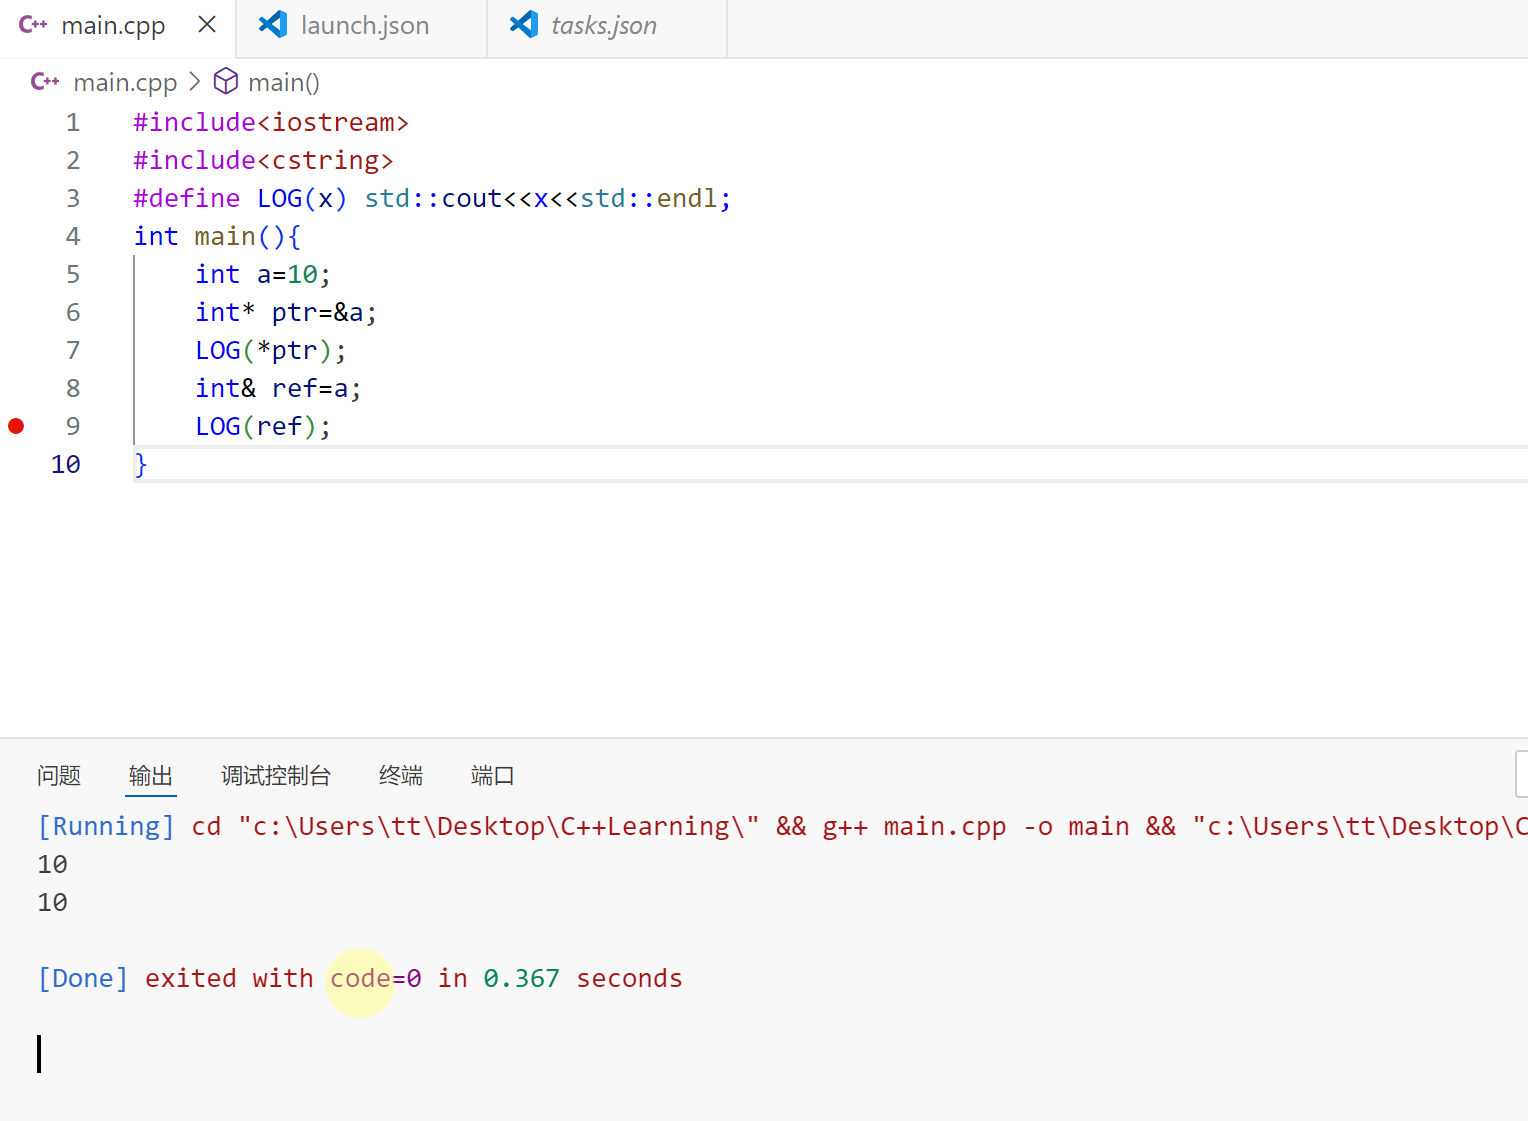 C++ main.cpp launch.json tasks.json
C++ main.cpp > main()
1 #include<iostream>
2 #include<cstring>
3 #define LOG(x) std::cout<<x<<std::endl;
4 int main(){
5 int a=10;
6 int* ptr=&a;
7 LOG(*ptr);
8 int& ref=a;
9 LOG(ref);
10 }
问题 输出 调试控制台 终端 端口
[Running] cd "c:\Users\tt\Desktop\C++Learning\" && g++ main.cpp -o main && "c:\Users\tt\Desktop\C
10
10
[Done] exited with code=0 in 0.367 seconds